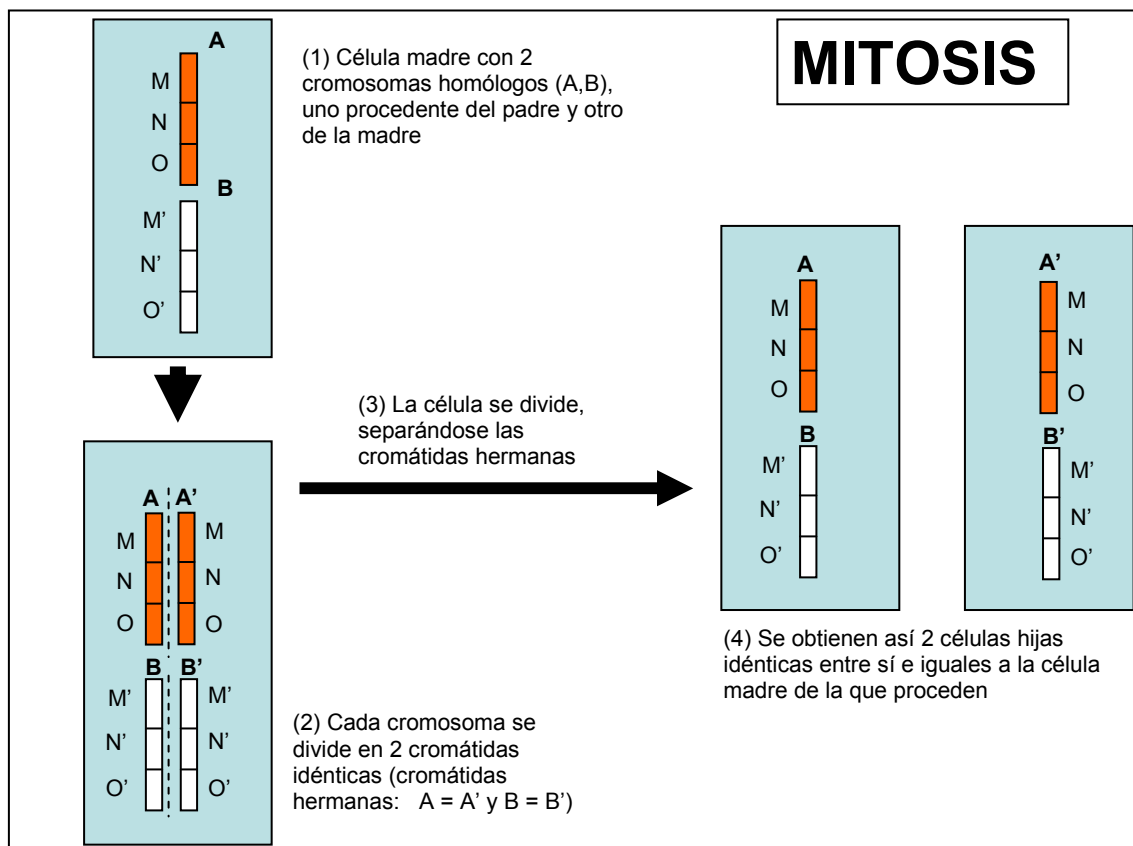 MITOSIS
A
M
N
O
B
M'
N'
O'
(1) Célula madre con 2
cromosomas homólogos (A,B),
uno procedente del padre y otro
de la madre
A A’
M M
N N
O O
B B’
M' M'
N' N'
O' O'
(2) Cada cromosoma se
divide en 2 cromátidas
idénticas (cromátidas
hermanas: A = A’ y B = B’)
(3) La célula se divide,
separándose las
cromátidas hermanas
A
M
N
O
B
M'
N'
O'
A’
M
N
O
B’
M'
N'
O'
(4) Se obtienen así 2 células hijas
idénticas entre sí e iguales a la célula
madre de la que proceden